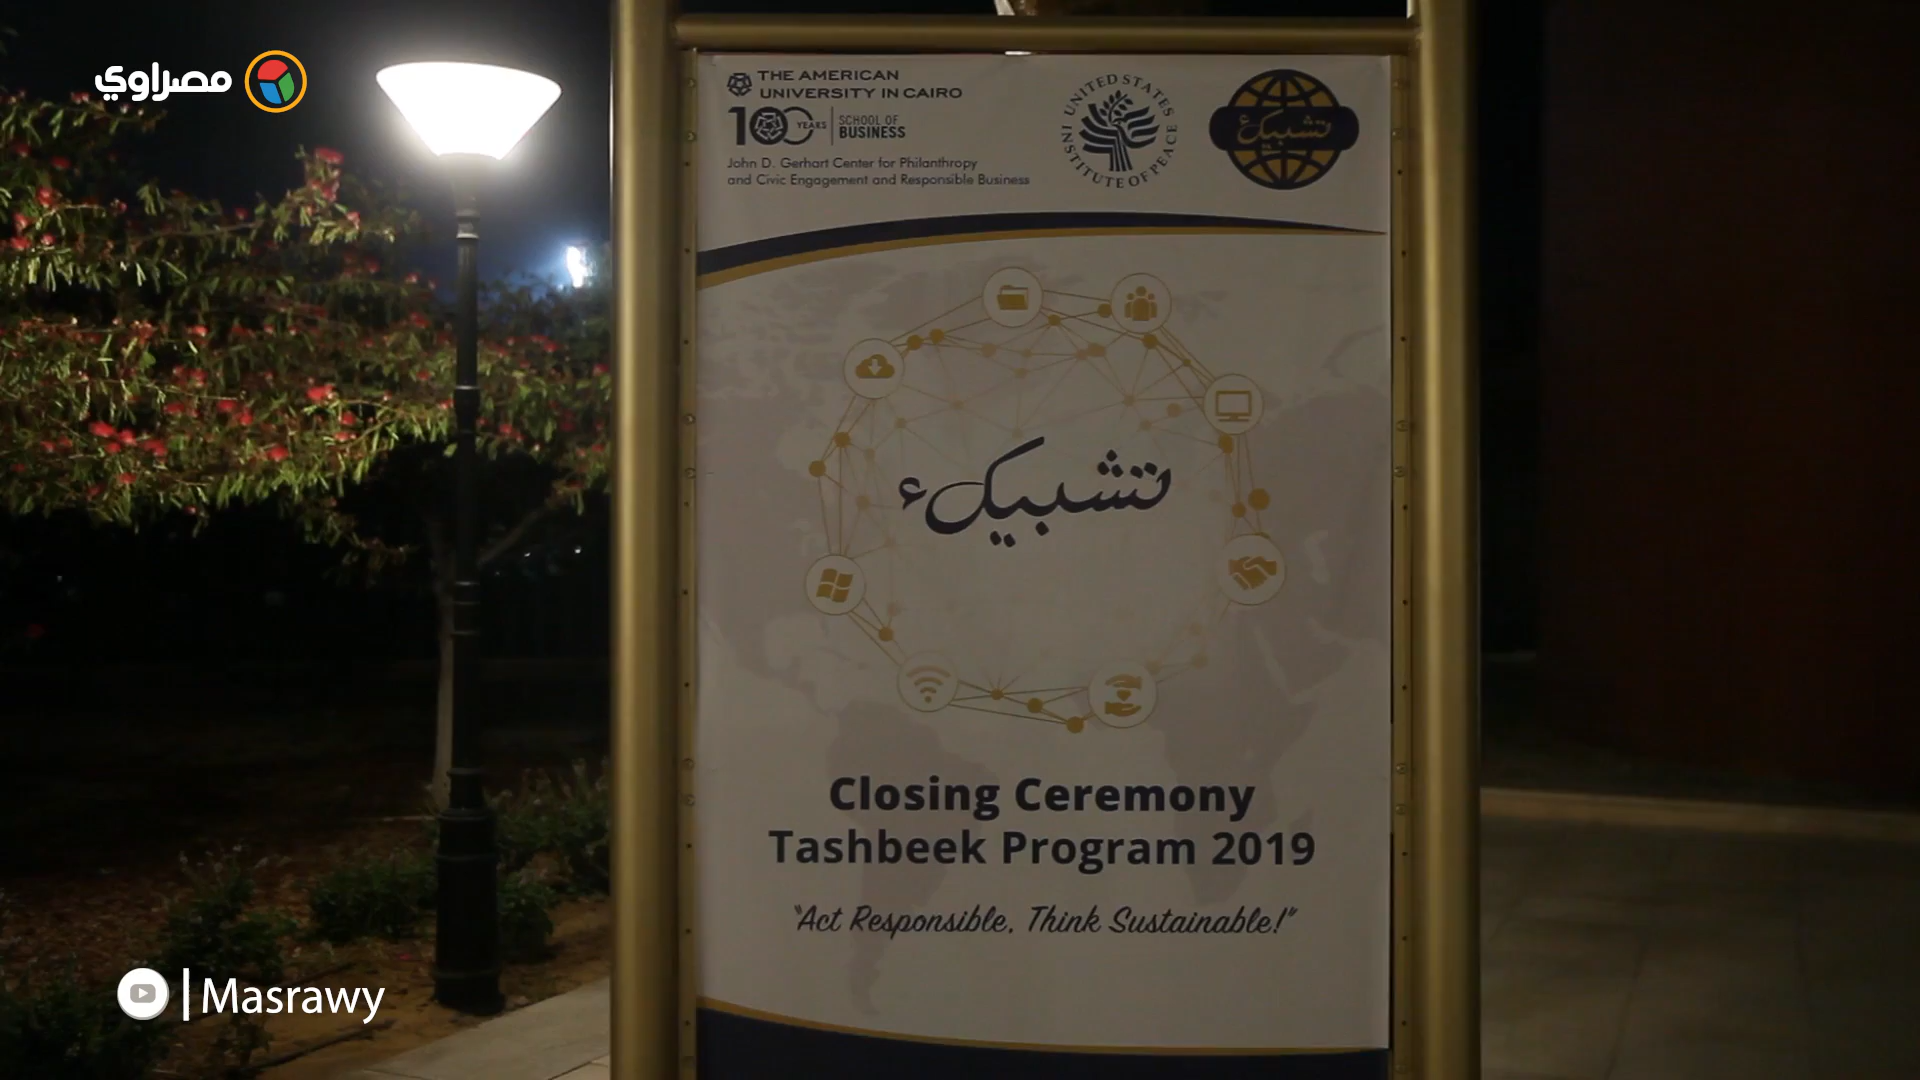 مصراوي
THE AMERICAN
UNIVERSITY IN CAIRO
100 YEARS
SCHOOL OF
BUSINESS
John D. Gerhart Center for Philanthropy
and Civic Engagement and Responsible Business
UNITED STATES INSTITUTE OF PEACE
تشبيك
تشبيك
Closing Ceremony
Tashbeek Program 2019
"Act Responsible, Think Sustainable!"
Masrawy